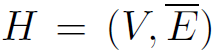 H = (V, E̅)